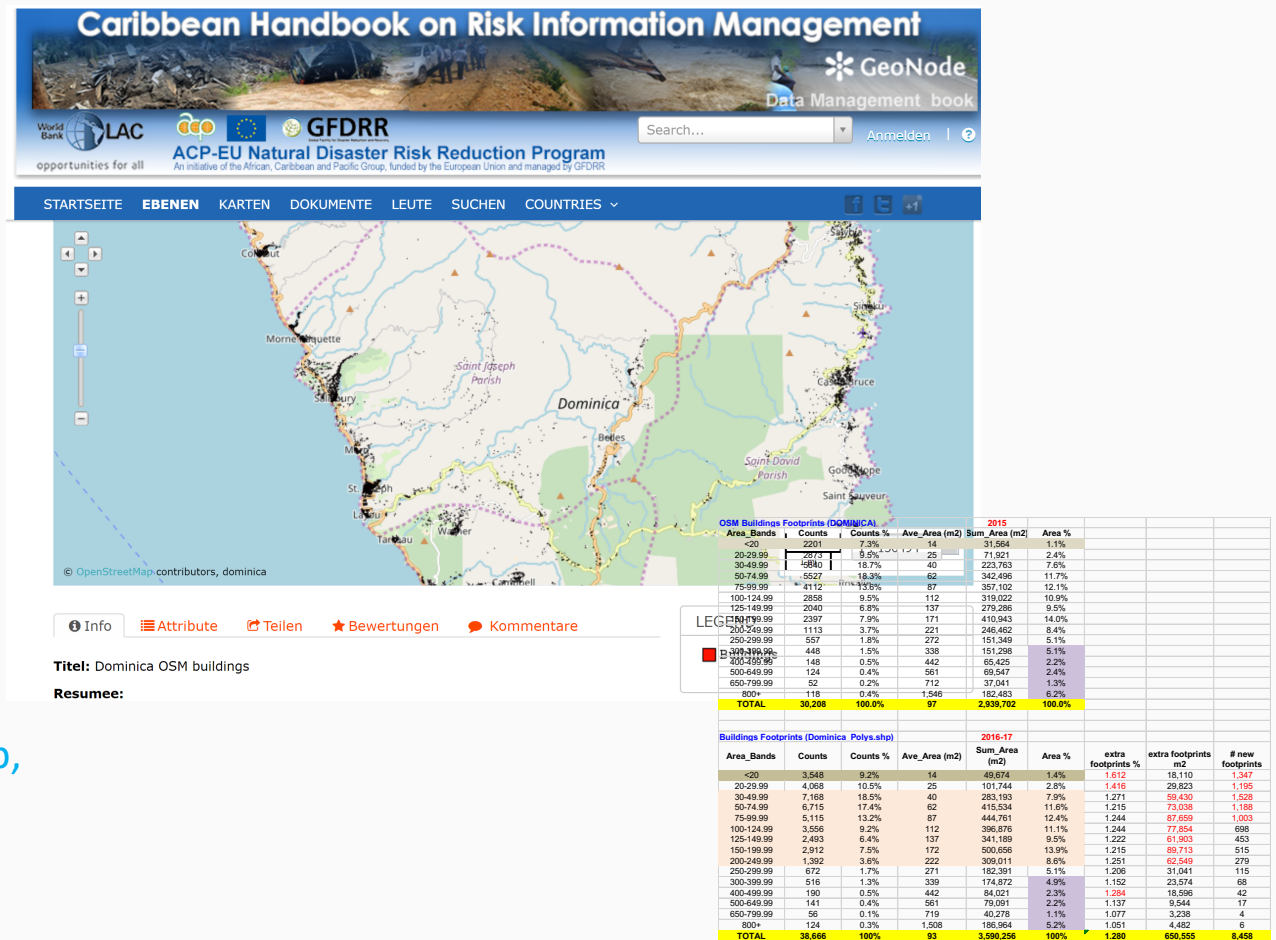 Caribbean Handbook on Risk Information Management
GeoNode
Data Management book
World Bank LAC
opportunities for all
GFDRR
ACP-EU Natural Disaster Risk Reduction Program
An initiative of the African, Caribbean and Pacific Group, funded by the European Union and managed by GFDRR
Search...
Anmelden | ?
STARTSEITE EBENEN KARTEN DOKUMENTE LEUTE SUCHEN COUNTRIES
Saint Joseph Parish
Dominica
Belles
Saint David Parish
Saint Sauveur
© OpenStreetMap contributors, dominica
Info Attribute Teilen Bewertungen Kommentare
Titel: Dominica OSM buildings
Resumee:
OSM Buildings Footprints (DOMINICA) 2015
Area_Bands Counts Counts % Ave_Area (m2) Sum_Area (m2) Area %
<20 2201 7.3% 14 31,564 1.1%
20-29.99 2873 9.5% 25 71,921 2.4%
30-49.99 5640 18.7% 40 223,763 7.6%
50-74.99 5527 18.3% 62 342,496 11.7%
75-99.99 4112 13.6% 87 357,102 12.1%
100-124.99 2858 9.5% 112 319,022 10.9%
125-149.99 2040 6.8% 137 279,286 9.5%
150-199.99 2397 7.9% 171 410,943 14.0%
200-249.99 1113 3.7% 221 246,462 8.4%
250-299.99 557 1.8% 272 151,349 5.1%
300-399.99 448 1.5% 338 151,298 5.1%
400-499.99 148 0.5% 442 65,425 2.2%
500-649.99 124 0.4% 561 69,547 2.4%
650-799.99 52 0.2% 712 37,041 1.3%
800+ 118 0.4% 1,546 182,483 6.2%
TOTAL 30,208 100.0% 97 2,939,702 100.0%
Buildings Footprints (Dominica_Polys.shp) 2016-17
Area_Bands Counts Counts % Ave_Area (m2) Sum_Area (m2) Area % extra footprints % extra footprints m2 # new footprints
<20 3,548 9.2% 14 49,674 1.4% 1.612 18,110 1,347
20-29.99 4,068 10.5% 25 101,744 2.8% 1.416 29,823 1,195
30-49.99 7,168 18.5% 40 283,193 7.9% 1.271 59,430 1,528
50-74.99 6,715 17.4% 62 415,534 11.6% 1.215 73,038 1,188
75-99.99 5,115 13.2% 87 444,761 12.4% 1.244 87,659 1,003
100-124.99 3,556 9.2% 112 396,876 11.1% 1.244 77,854 698
125-149.99 2,493 6.4% 137 341,189 9.5% 1.222 61,903 453
150-199.99 2,912 7.5% 172 500,656 13.9% 1.215 89,713 515
200-249.99 1,392 3.6% 222 309,011 8.6% 1.251 62,549 279
250-299.99 672 1.7% 271 182,391 5.1% 1.206 31,041 115
300-399.99 516 1.3% 339 174,872 4.9% 1.152 23,574 68
400-499.99 190 0.5% 442 84,021 2.3% 1.284 18,596 42
500-649.99 141 0.4% 561 79,091 2.2% 1.137 9,544 17
650-799.99 56 0.1% 719 40,278 1.1% 1.077 3,238 4
800+ 124 0.3% 1,508 186,964 5.2% 1.051 4,482 6
TOTAL 38,666 100% 93 3,590,256 100% 1.280 650,555 8,458